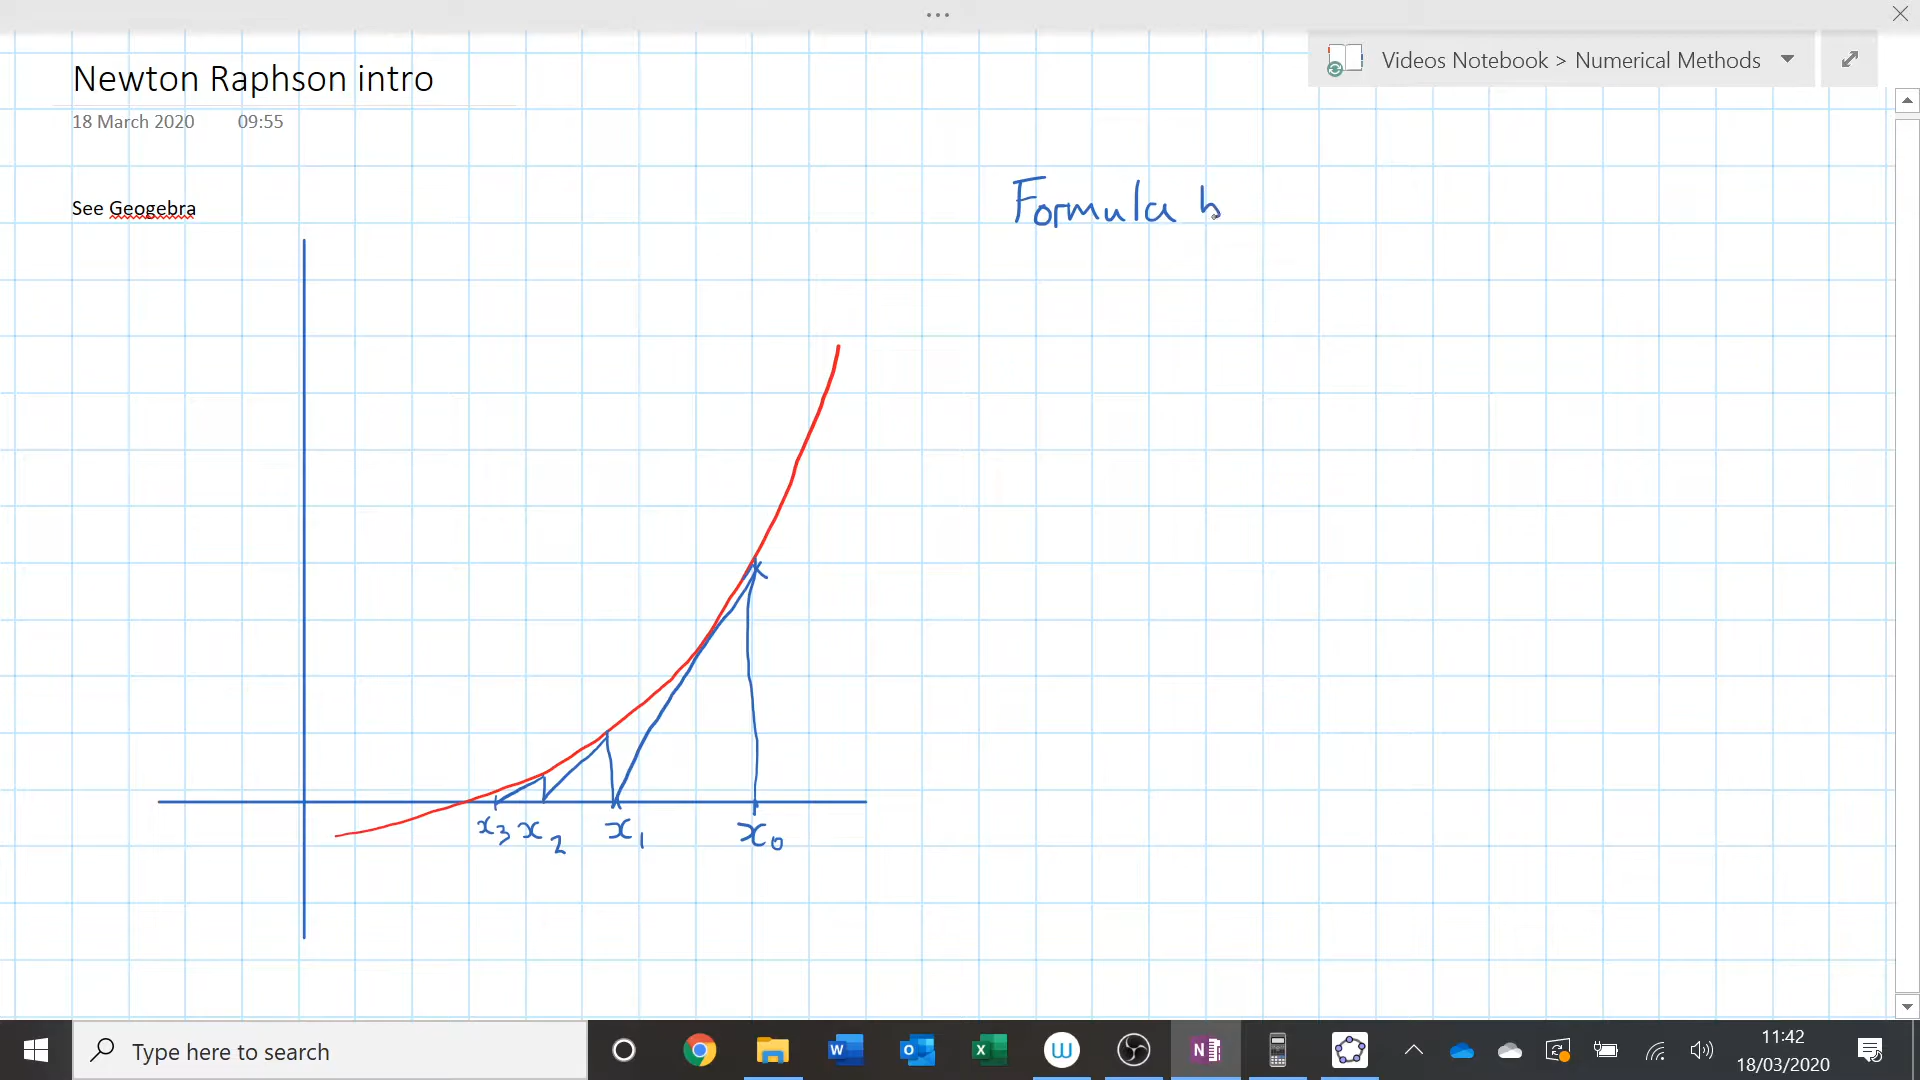 Newton Raphson intro
18 March 2020 09:55
Videos Notebook > Numerical Methods
See Geogebra
Formula b
x₃ x₂ x₁ x₀
Type here to search
11:42
18/03/2020